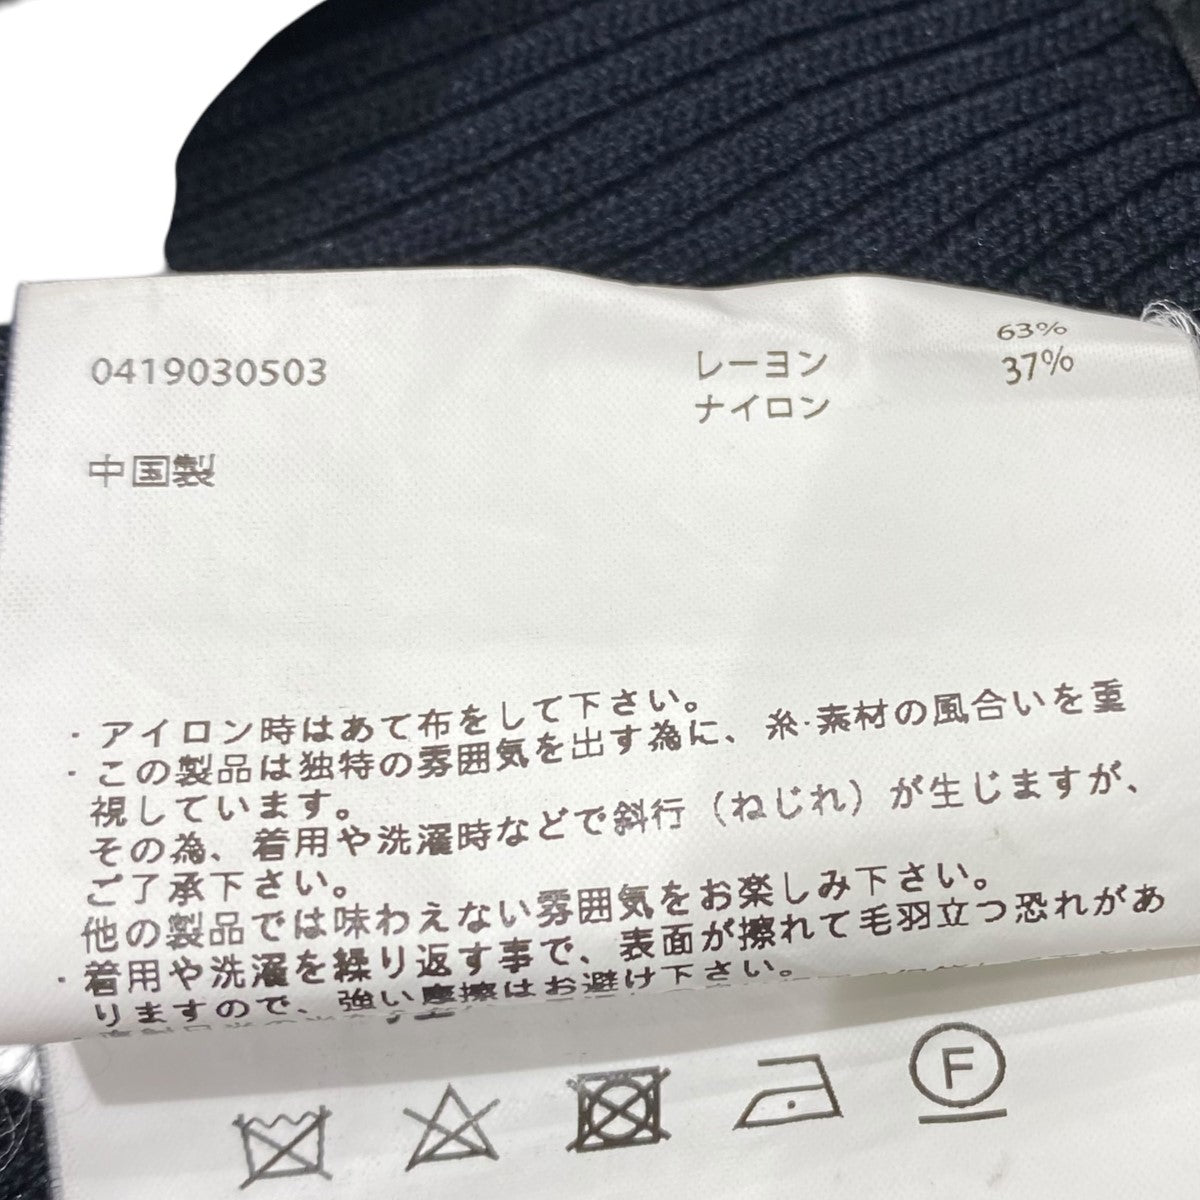 0419030503
レーヨン 63%
ナイロン 37%
中国製
・アイロン時はあて布をして下さい。
・この製品は独特の雰囲気を出す為に、糸・素材の風合いを重
視しています。
その為、着用や洗濯時などで斜行（ねじれ）が生じますが、
ご了承下さい。
他の製品では味わえない雰囲気をお楽しみ下さい。
・着用や洗濯を繰り返す事で、表面が擦れて毛羽立つ恐れがあ
りますので、強い摩擦はお避け下さい。
F